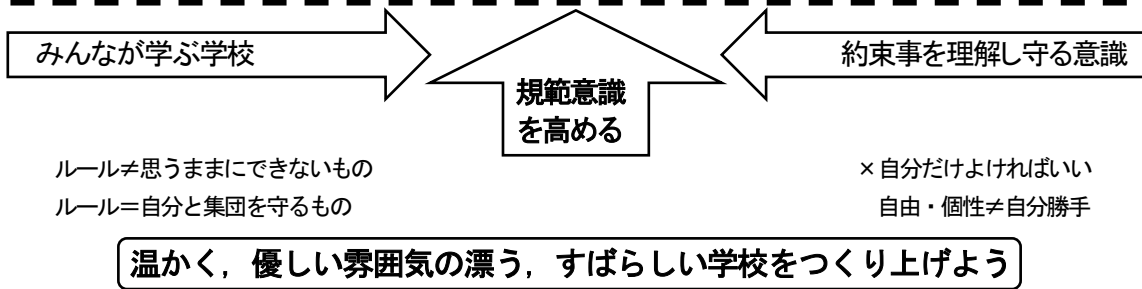 みんなが学ぶ学校
約束事を理解し守る意識
規範意識
を高める
ルール≠思うままにできないもの
×自分だけよければいい
ルール＝自分と集団を守るもの
自由・個性≠自分勝手
温かく，優しい雰囲気の漂う，すばらしい学校をつくり上げよう